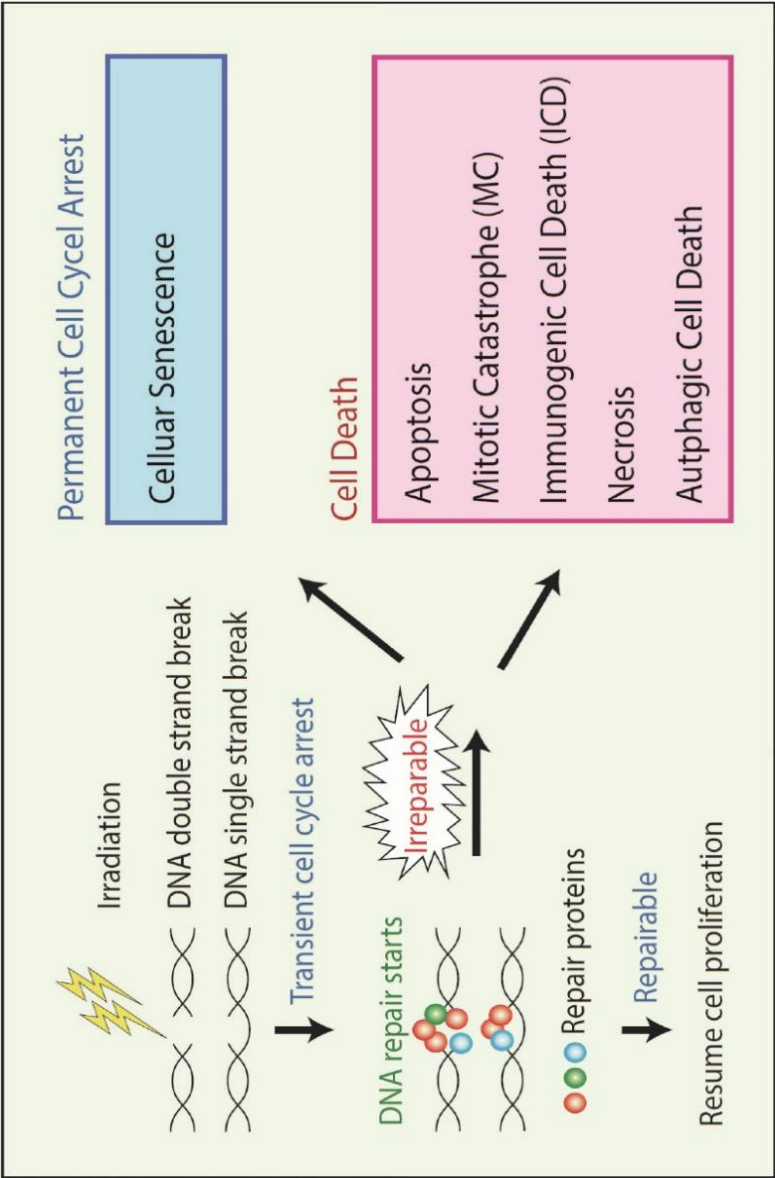 Irradiation
DNA double strand break
DNA single strand break
Transient cell cycle arrest
DNA repair starts
Repair proteins
Repairable
Resume cell proliferation
Irreparable
Permanent Cell Cycel Arrest
Celluar Senescence
Cell Death
Apoptosis
Mitotic Catastrophe (MC)
Immunogenic Cell Death (ICD)
Necrosis
Autphagic Cell Death